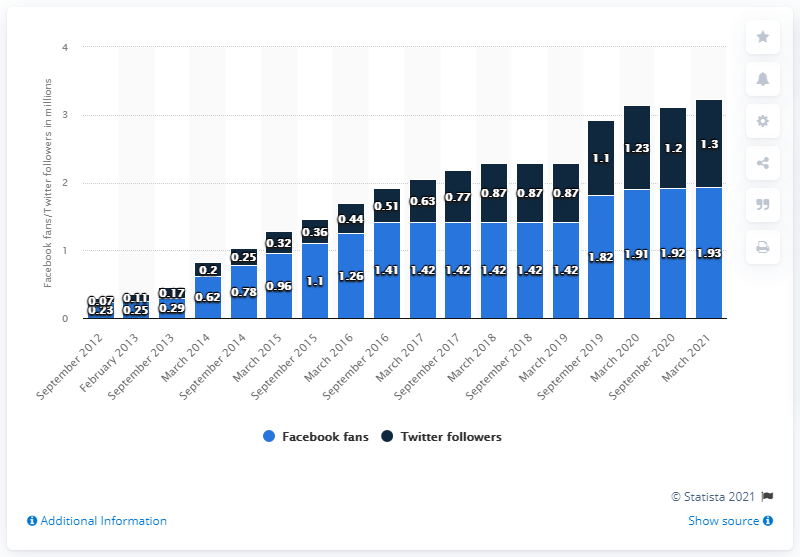 4
3
2
1
0
Facebook fans/Twitter followers in millions
0.07 0.11 0.17 0.2 0.25 0.32 0.36 0.44 0.51 0.63 0.77 0.87 0.87 0.87 1.1 1.23 1.2 1.3
0.23 0.25 0.29 0.62 0.78 0.96 1.1 1.26 1.41 1.42 1.42 1.42 1.42 1.42 1.82 1.91 1.92 1.93
September 2012
February 2013
September 2013
March 2014
September 2014
March 2015
September 2015
March 2016
September 2016
March 2017
September 2017
March 2018
September 2018
March 2019
September 2019
March 2020
September 2020
March 2021
Facebook fans Twitter followers
© Statista 2021
Additional Information Show source